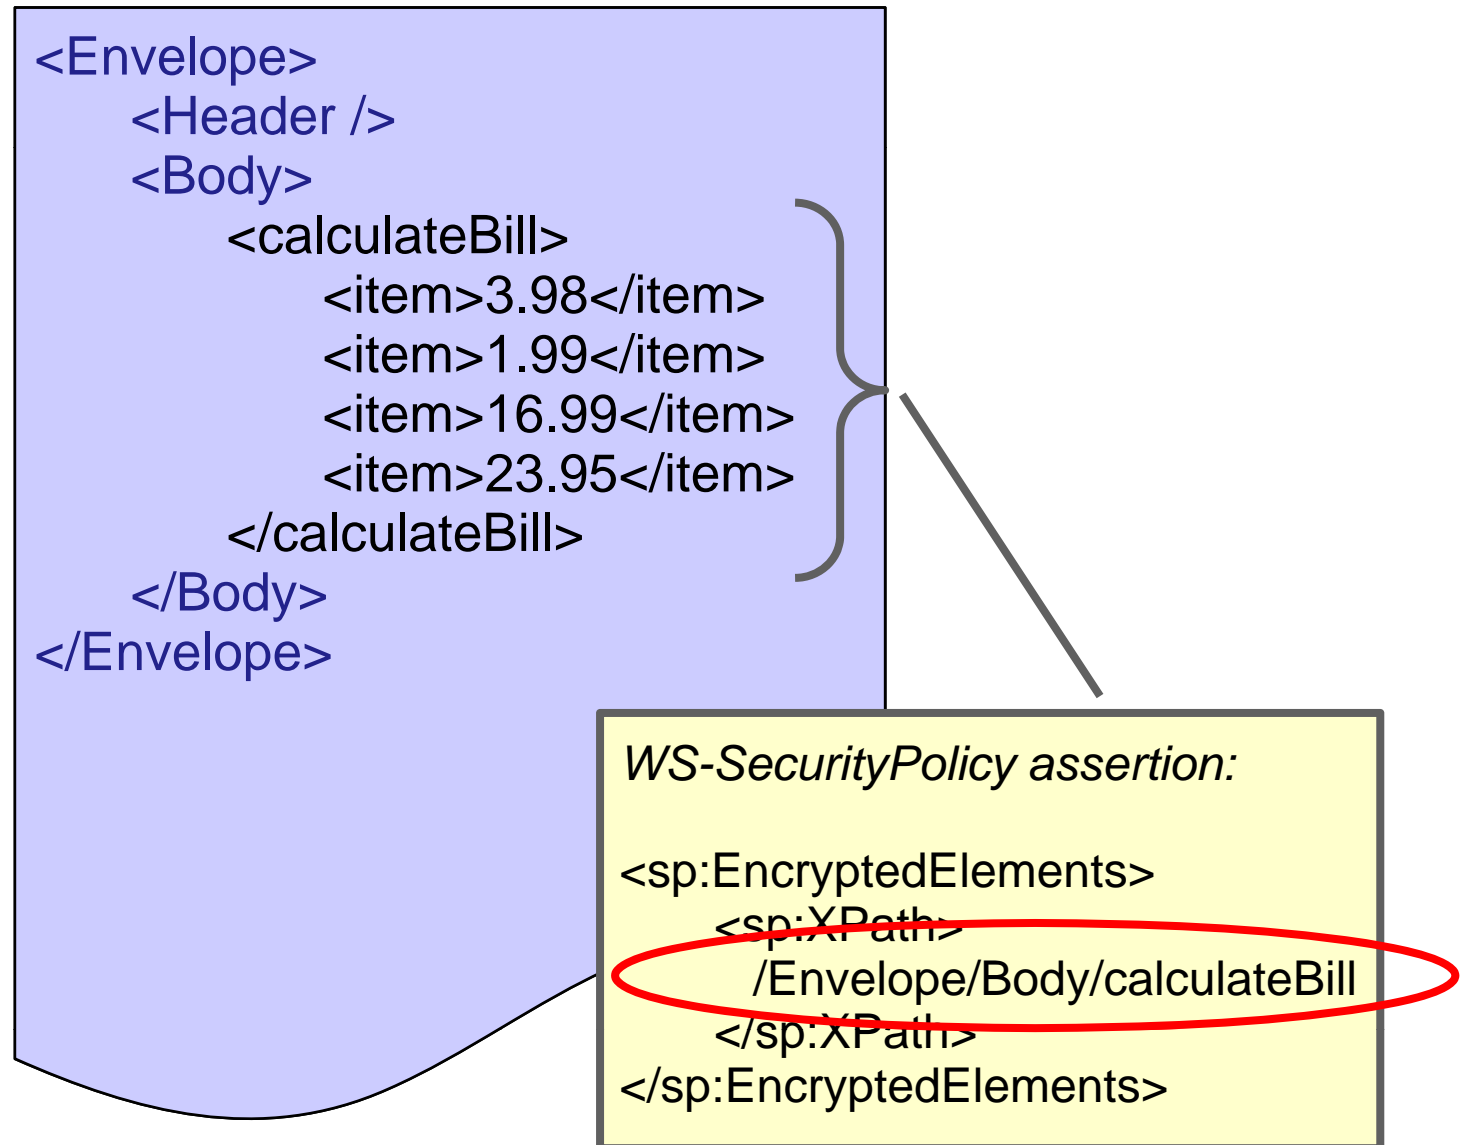 <Envelope>
<Header />
<Body>
<calculateBill>
<item>3.98</item>
<item>1.99</item>
<item>16.99</item>
<item>23.95</item>
</calculateBill>
</Body>
</Envelope>
WS-SecurityPolicy assertion:
<sp:EncryptedElements>
<sp:XPath>
/Envelope/Body/calculateBill
</sp:XPath>
</sp:EncryptedElements>